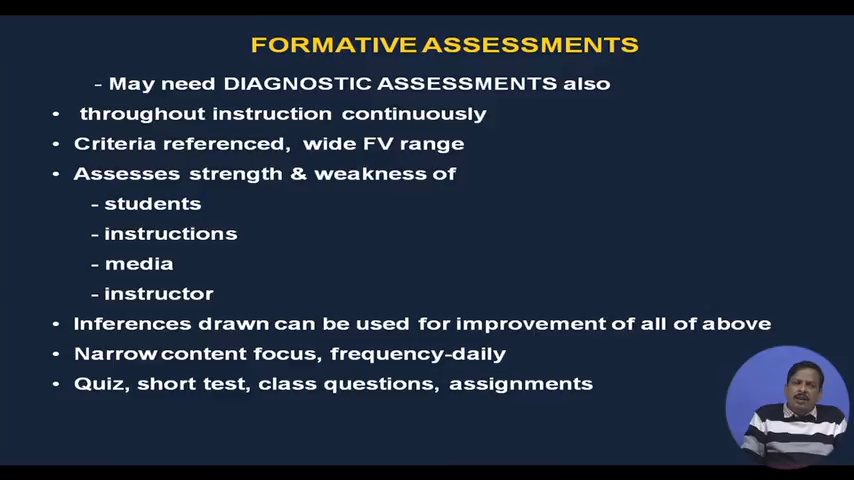 FORMATIVE ASSESSMENTS
- May need DIAGNOSTIC ASSESSMENTS also
• throughout instruction continuously
• Criteria referenced, wide FV range
• Assesses strength & weakness of
- students
- instructions
- media
- instructor
• Inferences drawn can be used for improvement of all of above
• Narrow content focus, frequency-daily
• Quiz, short test, class questions, assignments